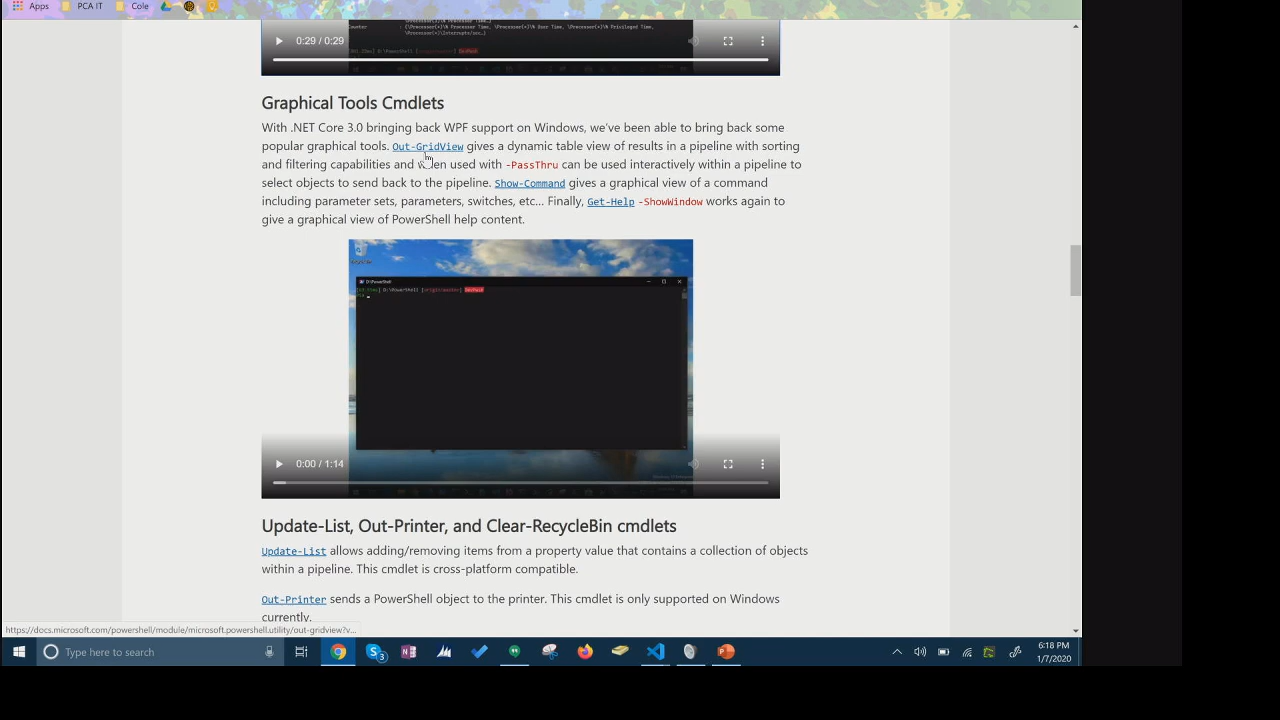 Apps PCA IT Cole
0:29 / 0:29
Graphical Tools Cmdlets
With .NET Core 3.0 bringing back WPF support on Windows, we've been able to bring back some
popular graphical tools. Out-GridView gives a dynamic table view of results in a pipeline with sorting
and filtering capabilities and when used with -PassThru can be used interactively within a pipeline to
select objects to send back to the pipeline. Show-Command gives a graphical view of a command
including parameter sets, parameters, switches, etc... Finally, Get-Help -ShowWindow works again to
give a graphical view of PowerShell help content.
D:\PowerShell
0:00 / 1:14
Update-List, Out-Printer, and Clear-RecycleBin cmdlets
Update-List allows adding/removing items from a property value that contains a collection of objects
within a pipeline. This cmdlet is cross-platform compatible.
Out-Printer sends a PowerShell object to the printer. This cmdlet is only supported on Windows
currently.
https://docs.microsoft.com/powershell/module/microsoft.powershell.utility/out-gridview?v...
Type here to search
3
6:18 PM
1/7/2020